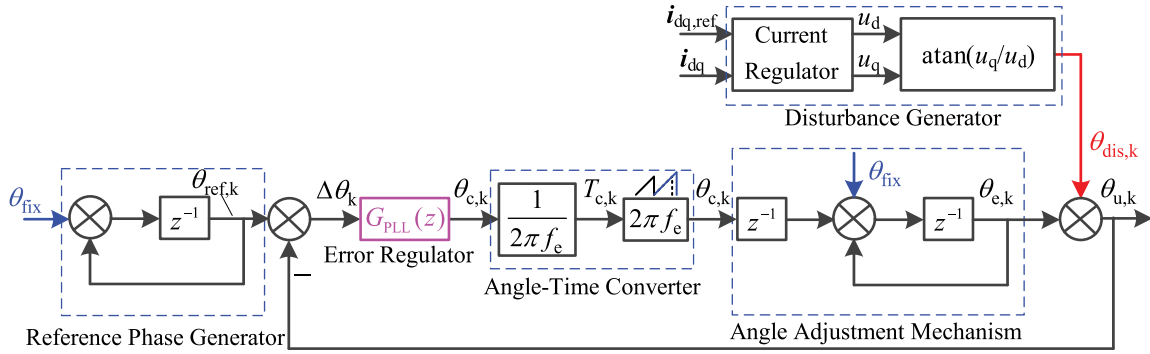 i_dq,ref
i_dq
Current
Regulator
u_d
u_q
atan(u_q/u_d)
Disturbance Generator
θ_dis,k
θ_fix
z⁻¹
θ_ref,k
Reference Phase Generator
Δθ_k
−
G_PLL(z)
Error Regulator
θ_c,k
1
2πf_e
T_c,k
2πf_e
Angle-Time Converter
θ_c,k
z⁻¹
θ_fix
z⁻¹
θ_e,k
Angle Adjustment Mechanism
θ_u,k